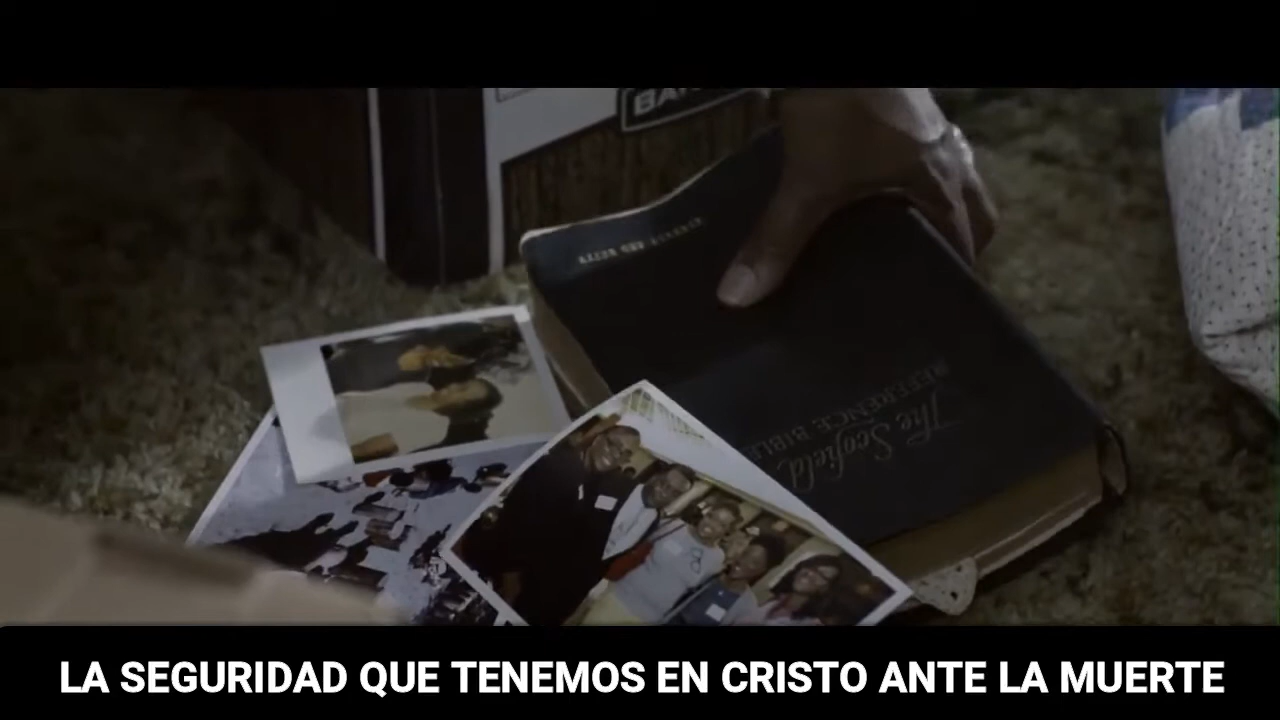 The Scofield
REFERENCE BIBLE
LA SEGURIDAD QUE TENEMOS EN CRISTO ANTE LA MUERTE